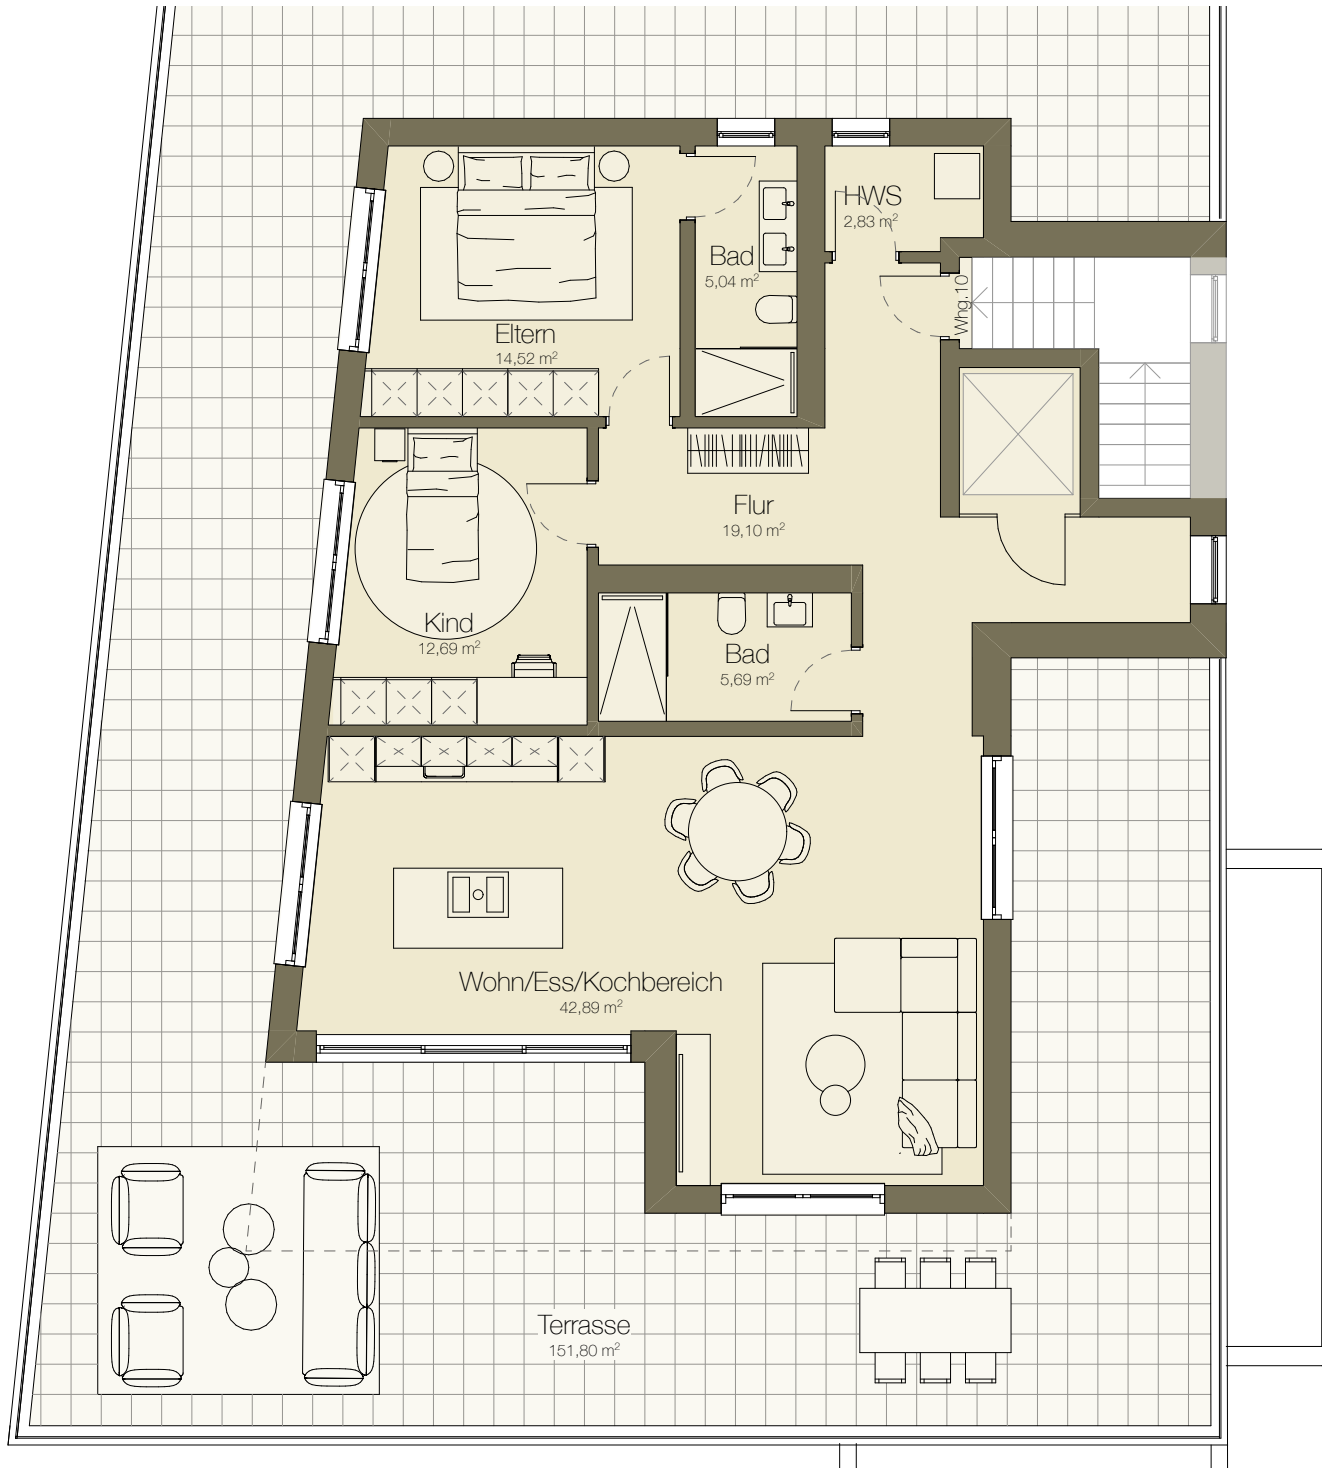 HWS
2,83 m²
Bad
5,04 m²
Whg.10
Eltern
14,52 m²
Flur
19,10 m²
Kind
12,69 m²
Bad
5,69 m²
Wohn/Ess/Kochbereich
42,89 m²
Terrasse
151,80 m²